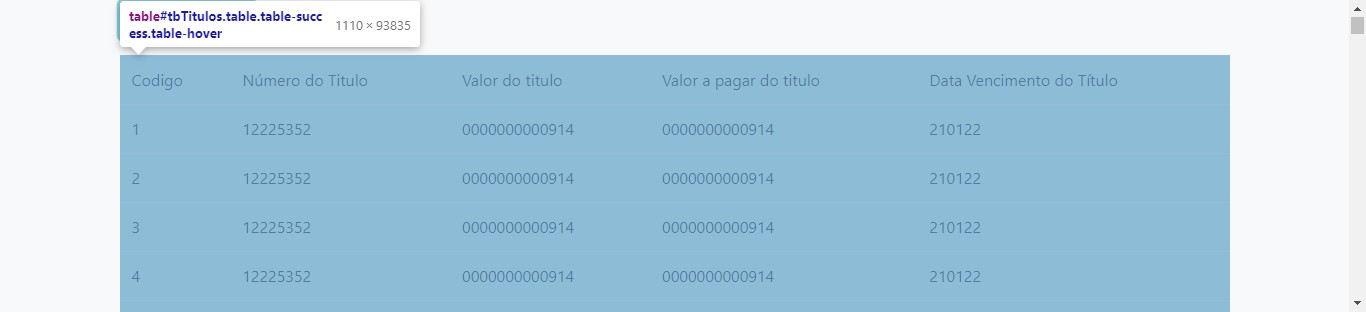 table#tbTitulos.table.table-succ
ess.table-hover
1110 × 93835
Codigo Número do Titulo Valor do titulo Valor a pagar do titulo Data Vencimento do Título
1 12225352 0000000000914 0000000000914 210122
2 12225352 0000000000914 0000000000914 210122
3 12225352 0000000000914 0000000000914 210122
4 12225352 0000000000914 0000000000914 210122